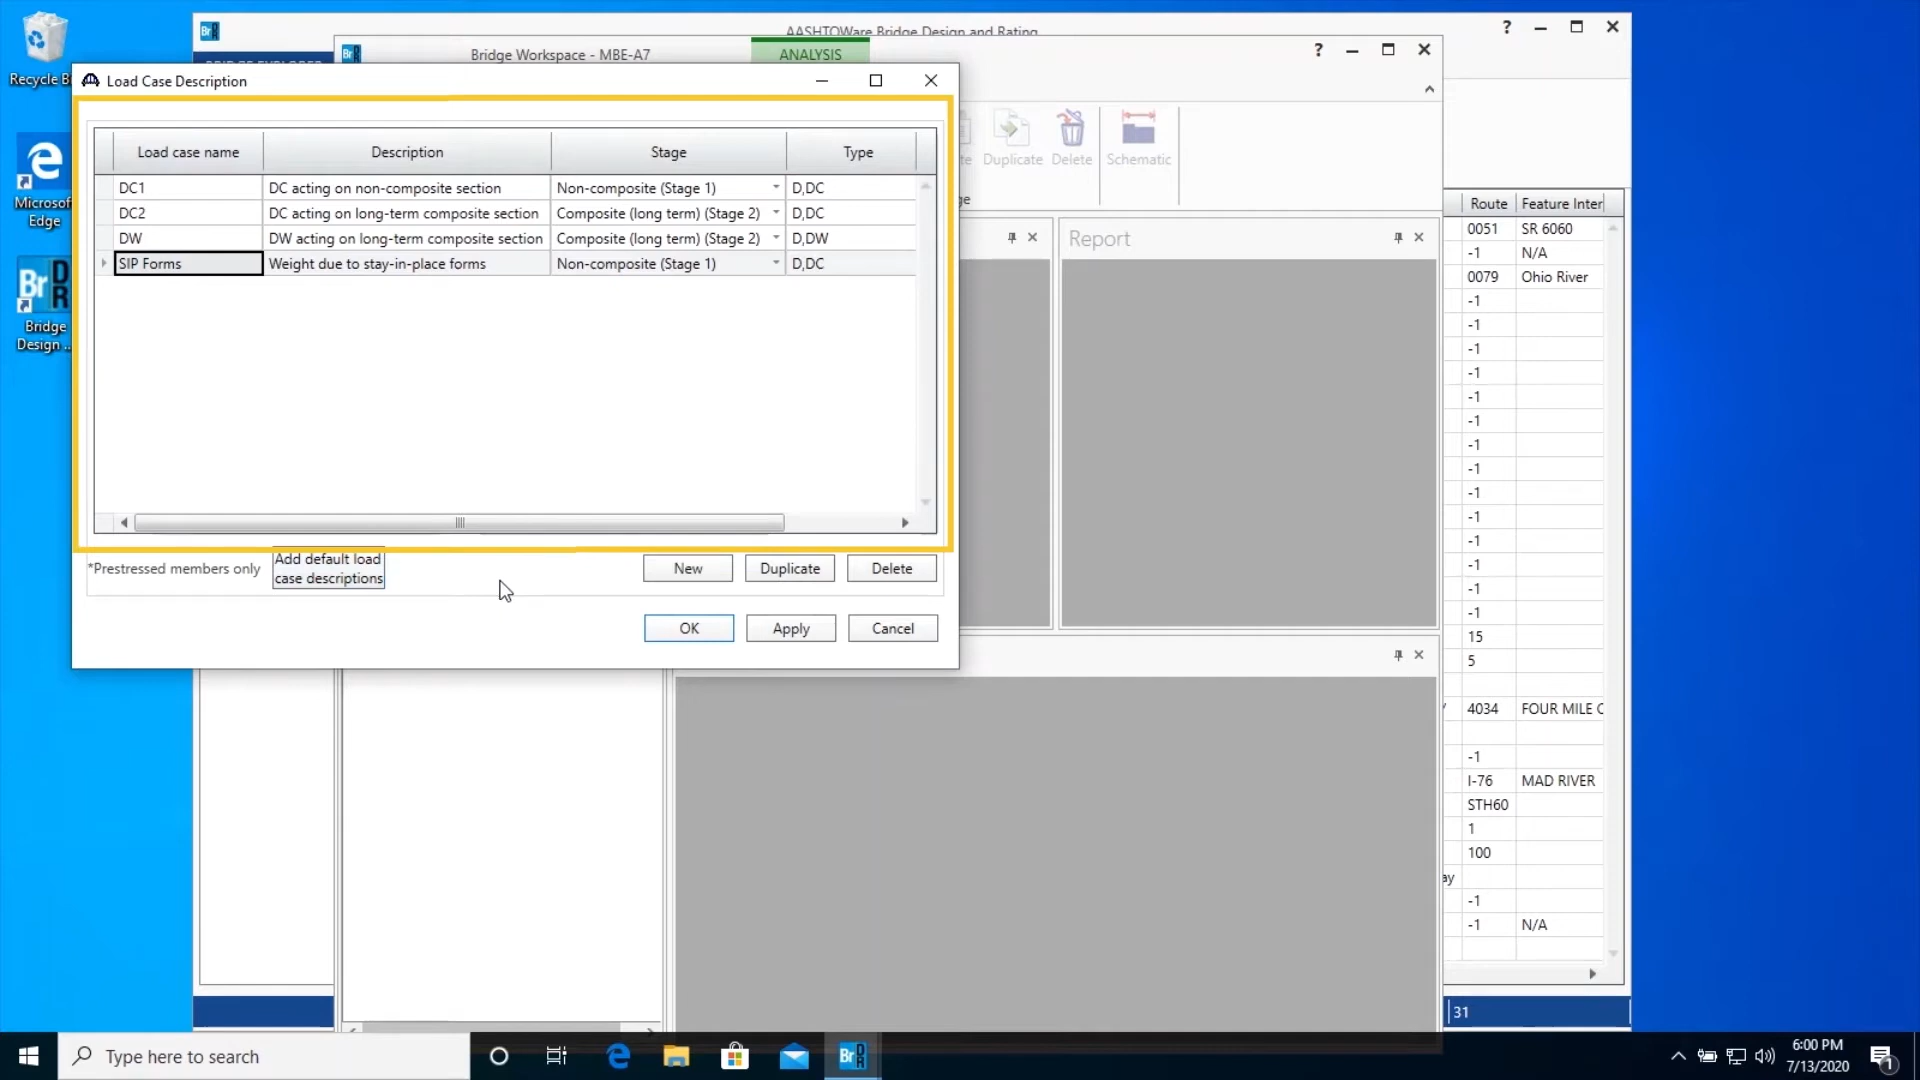 Recycle B
Microsof
Edge
Bridge
Design ...
AASHTOWare Bridge Design and Rating
Bridge Workspace - MBE-A7
ANALYSIS
Load Case Description
Load case name Description Stage Type
DC1 DC acting on non-composite section Non-composite (Stage 1) D,DC
DC2 DC acting on long-term composite section Composite (long term) (Stage 2) D,DC
DW DW acting on long-term composite section Composite (long term) (Stage 2) D,DW
SIP Forms Weight due to stay-in-place forms Non-composite (Stage 1) D,DC
*Prestressed members only
Add default load
case descriptions
New Duplicate Delete
OK Apply Cancel
te Duplicate Delete Schematic
ge
Report
Route Feature Inter
0051 SR 6060
-1 N/A
0079 Ohio River
-1
-1
-1
-1
-1
-1
-1
-1
-1
-1
-1
-1
-1
-1
15
5
4034 FOUR MILE C
-1
I-76 MAD RIVER
STH60
1
100
ay
-1
-1 N/A
31
Type here to search
BrDR
6:00 PM
7/13/2020
1